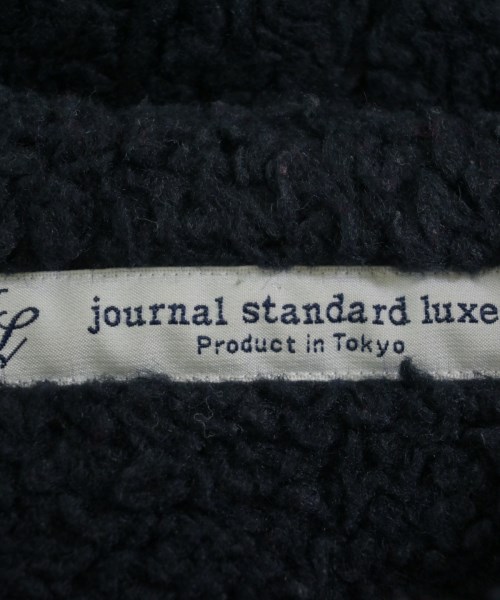 journal standard luxe
Product in Tokyo